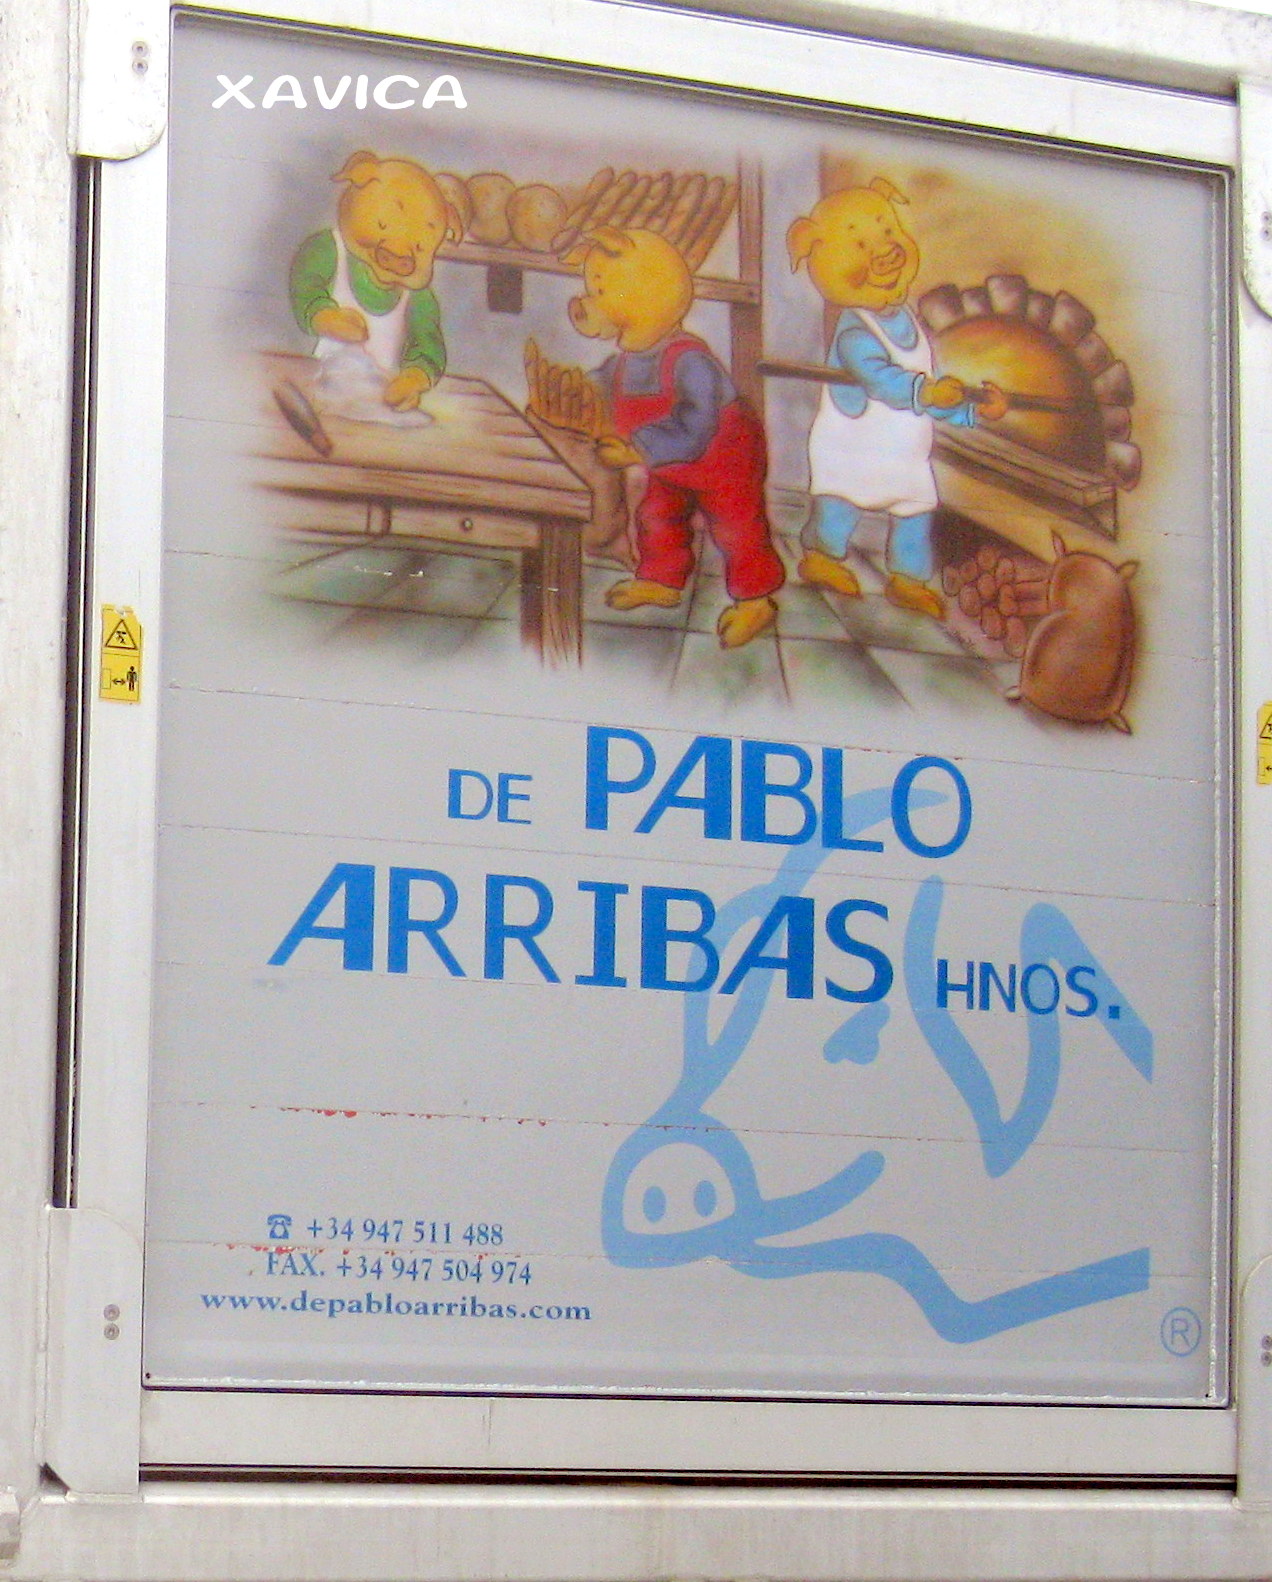 XAVICA
DE PABLO
ARRIBAS HNOS.
☎ +34 947 511 488
FAX. +34 947 504 974
www.depabloarribas.com
®